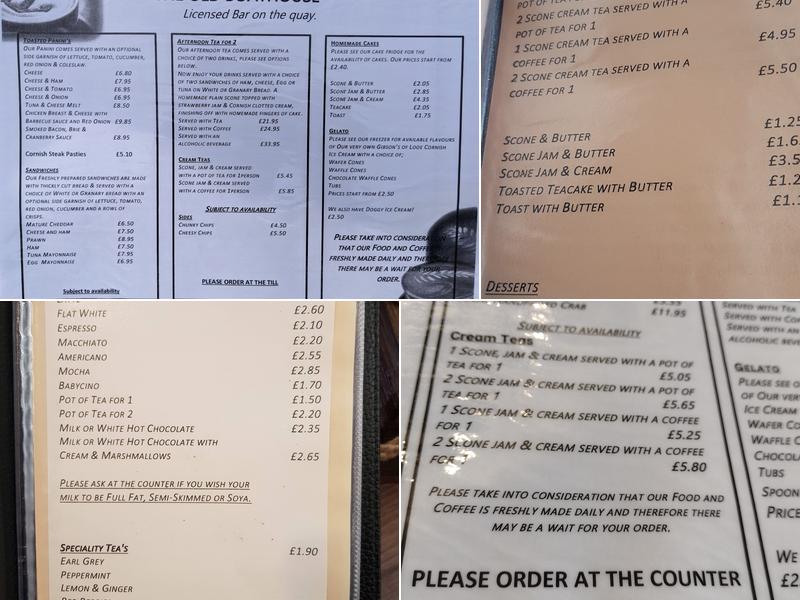 Licensed Bar on the quay.
Toasted Panini's
Our Panini comes served with an optional
side garnish of lettuce, tomato, cucumber,
red onion & coleslaw.
Cheese £6.80
Cheese & Ham £7.50
Cheese & Tomato £6.95
Cheese & Onion £6.95
Tuna & Cheese Melt £8.50
Chicken Breast & Cheese with
Barbecue sauce and Red Onion £9.85
Smoked Bacon, Brie &
Cranberry Sauce £8.95
Cornish Steak Pasties £5.10
Sandwiches
Our Freshly prepared sandwiches are made
with thickly cut bread & served with a
choice of White or Granary bread with an
optional side garnish of lettuce, tomato,
red onion, cucumber and a bowl of
crisps.
Mature Cheddar £6.50
Cheese and ham £7.50
Prawn £8.95
Ham £7.50
Tuna Mayonnaise £7.95
Egg Mayonnaise £6.95
Subject to availability
Afternoon Tea for 2
Our afternoon tea comes served with a
choice of two drinks, please see options
below.
Now enjoy your drinks served with a choice
of two sandwiches of ham, cheese, Egg or
tuna on White or Granary Bread. A
homemade plain scone topped with
strawberry jam & Cornish clotted cream,
finishing off with homemade fingers of cake.
Served with Tea £21.95
Served with Coffee £24.95
Served with an
alcoholic beverage £33.95
Cream Teas
Scone, jam & cream served
with a pot of tea for 1person £5.45
Scone jam & cream served
with a coffee for 1person £5.85
Subject to availability
Sides
Chunky Chips £4.50
Cheesy Chips £5.50
PLEASE ORDER AT THE TILL
Homemade Cakes
Please see our cake fridge for the
availability of cakes. Our prices start from
£2.40.
Scone & Butter £2.05
Scone Jam & Butter £2.85
Scone Jam & Cream £4.35
Teacake £2.05
Toast £1.75
Gelato
Please see our freezer for available flavours
of Our very own Gibson's of Looe Cornish
Ice Cream with a choice of;
Wafer Cones
Waffle Cones
Chocolate Waffle Cones
Tubs
Prices start from £2.50
We also have Doggy Ice Cream!
£2.50
Please take into consideration
that our Food and Coffee is
freshly made daily and therefore
there may be a wait for your
order.
£5.40
2 Scone cream tea served with a
pot of tea for 1
1 Scone cream tea served with a £4.95
coffee for 1
2 Scone cream tea served with a £5.50
coffee for 1
Scone & Butter
Scone Jam & Butter
Scone Jam & Cream
Toasted Teacake with Butter
Toast with Butter
Desserts
Flat White £2.60
Espresso £2.10
Macchiato £2.20
Americano £2.55
Mocha £2.85
Babycino £1.70
Pot of Tea for 1 £1.50
Pot of Tea for 2 £2.20
Milk or White Hot Chocolate £2.35
Milk or White Hot Chocolate with
Cream & Marshmallows £2.65
Please ask at the counter if you wish your
milk to be Full Fat, Semi-Skimmed or Soya.
Speciality Tea's £1.90
Earl Grey
Peppermint
Lemon & Ginger
Crab £11.95
Subject to availability
Cream Teas
1 Scone, jam & cream served with a pot of
tea for 1 £5.05
2 Scone jam & cream served with a pot of
tea for 1 £5.65
1 Scone jam & cream served with a coffee
for 1 £5.25
2 Scone jam & cream served with a coffee
for 1 £5.80
Please take into consideration that our Food and
Coffee is freshly made daily and therefore there
may be a wait for your order.
PLEASE ORDER AT THE COUNTER
Served with Tea
Served with
Served with an
alcoholic
Gelato
Please see
of Our very
Ice Cream
Wafer
Waffle
Tubs
Spoon
Price
We